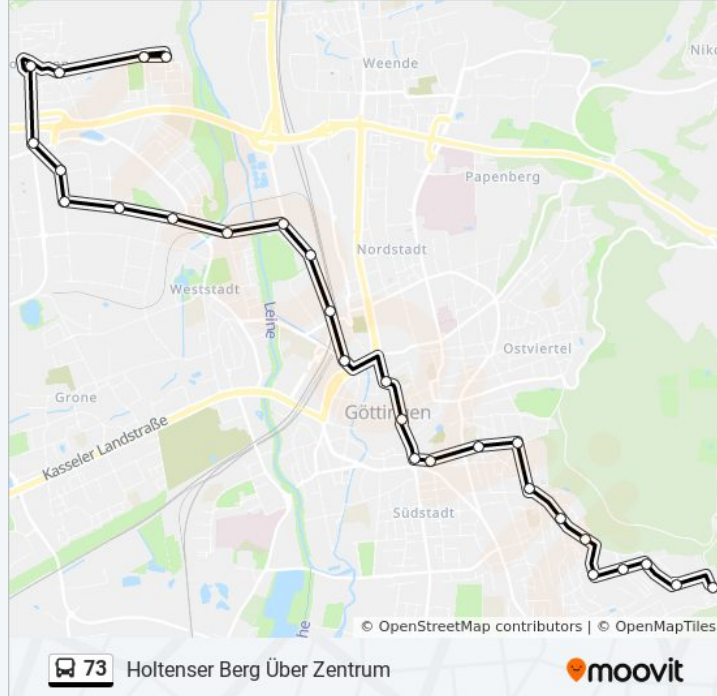 Weende
Papenberg
Nordstadt
Weststadt
Leine
Ostviertel
Grone
Göttingen
Kasseler Landstraße
Südstadt
© OpenStreetMap contributors | © OpenMapTiles
73 Holtenser Berg Über Zentrum
moovit